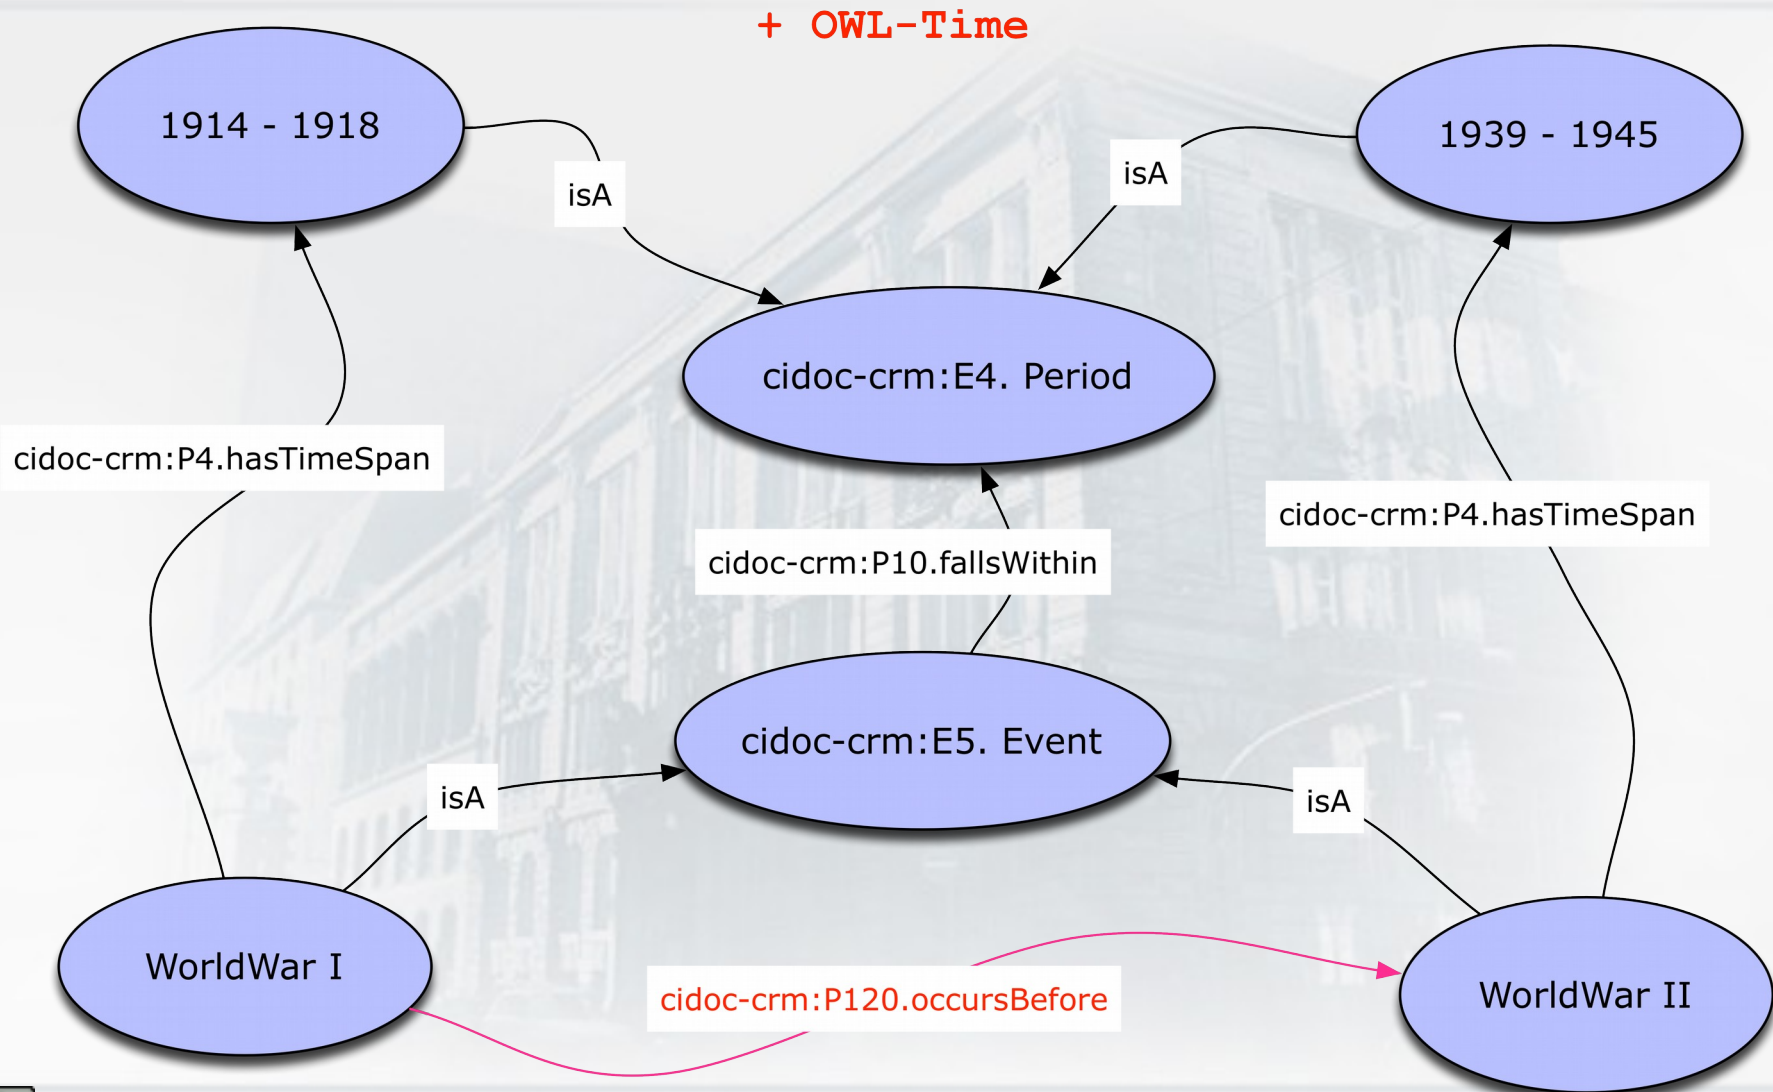 + OWL-Time
1914 - 1918
1939 - 1945
isA
isA
cidoc-crm:E4. Period
cidoc-crm:P4.hasTimeSpan
cidoc-crm:P4.hasTimeSpan
cidoc-crm:P10.fallsWithin
cidoc-crm:E5. Event
isA
isA
WorldWar I
cidoc-crm:P120.occursBefore
WorldWar II